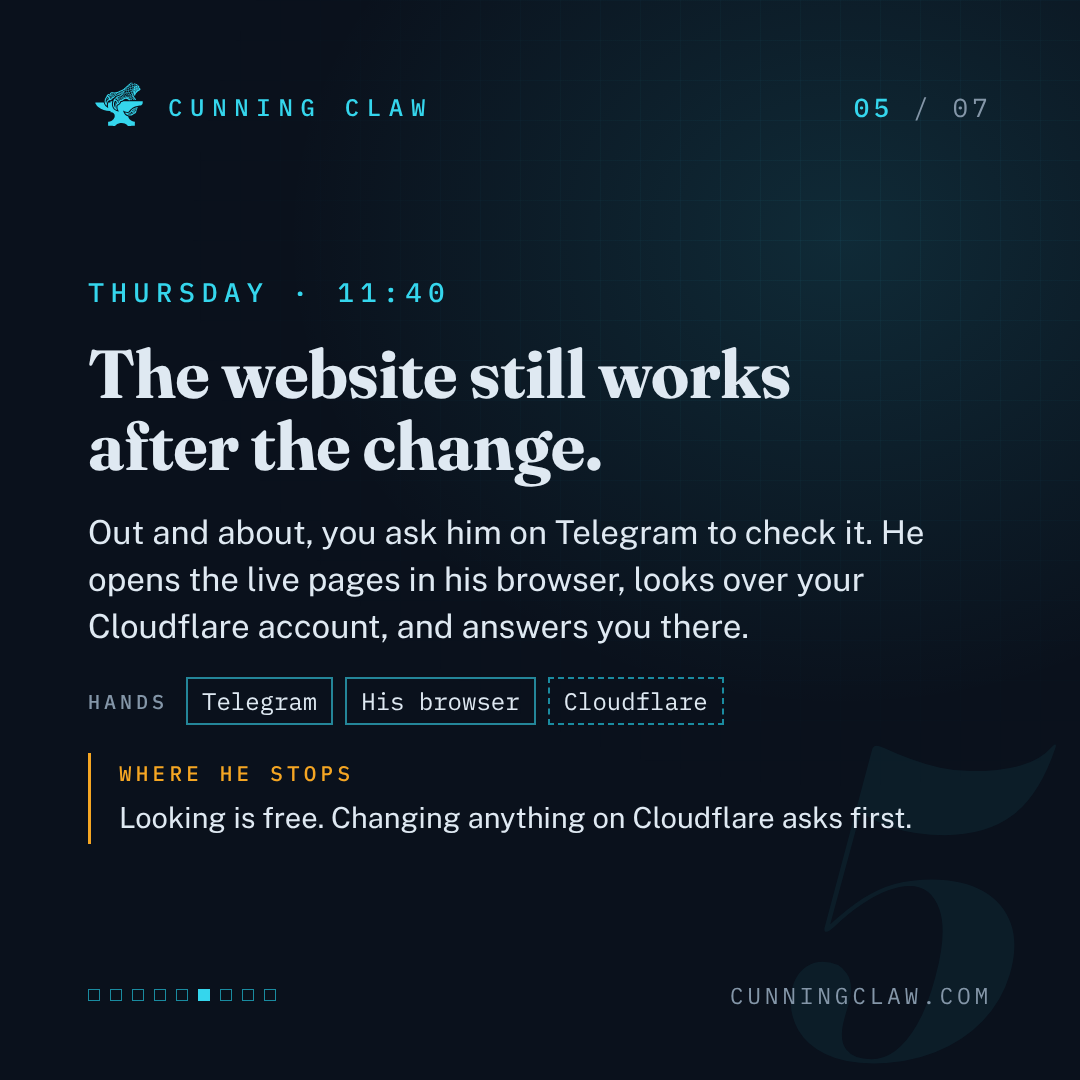 CUNNING CLAW
05 / 07
THURSDAY · 11:40
The website still works
after the change.
Out and about, you ask him on Telegram to check it. He
opens the live pages in his browser, looks over your
Cloudflare account, and answers you there.
HANDS Telegram His browser Cloudflare
WHERE HE STOPS
Looking is free. Changing anything on Cloudflare asks first.
5
CUNNINGCLAW.COM